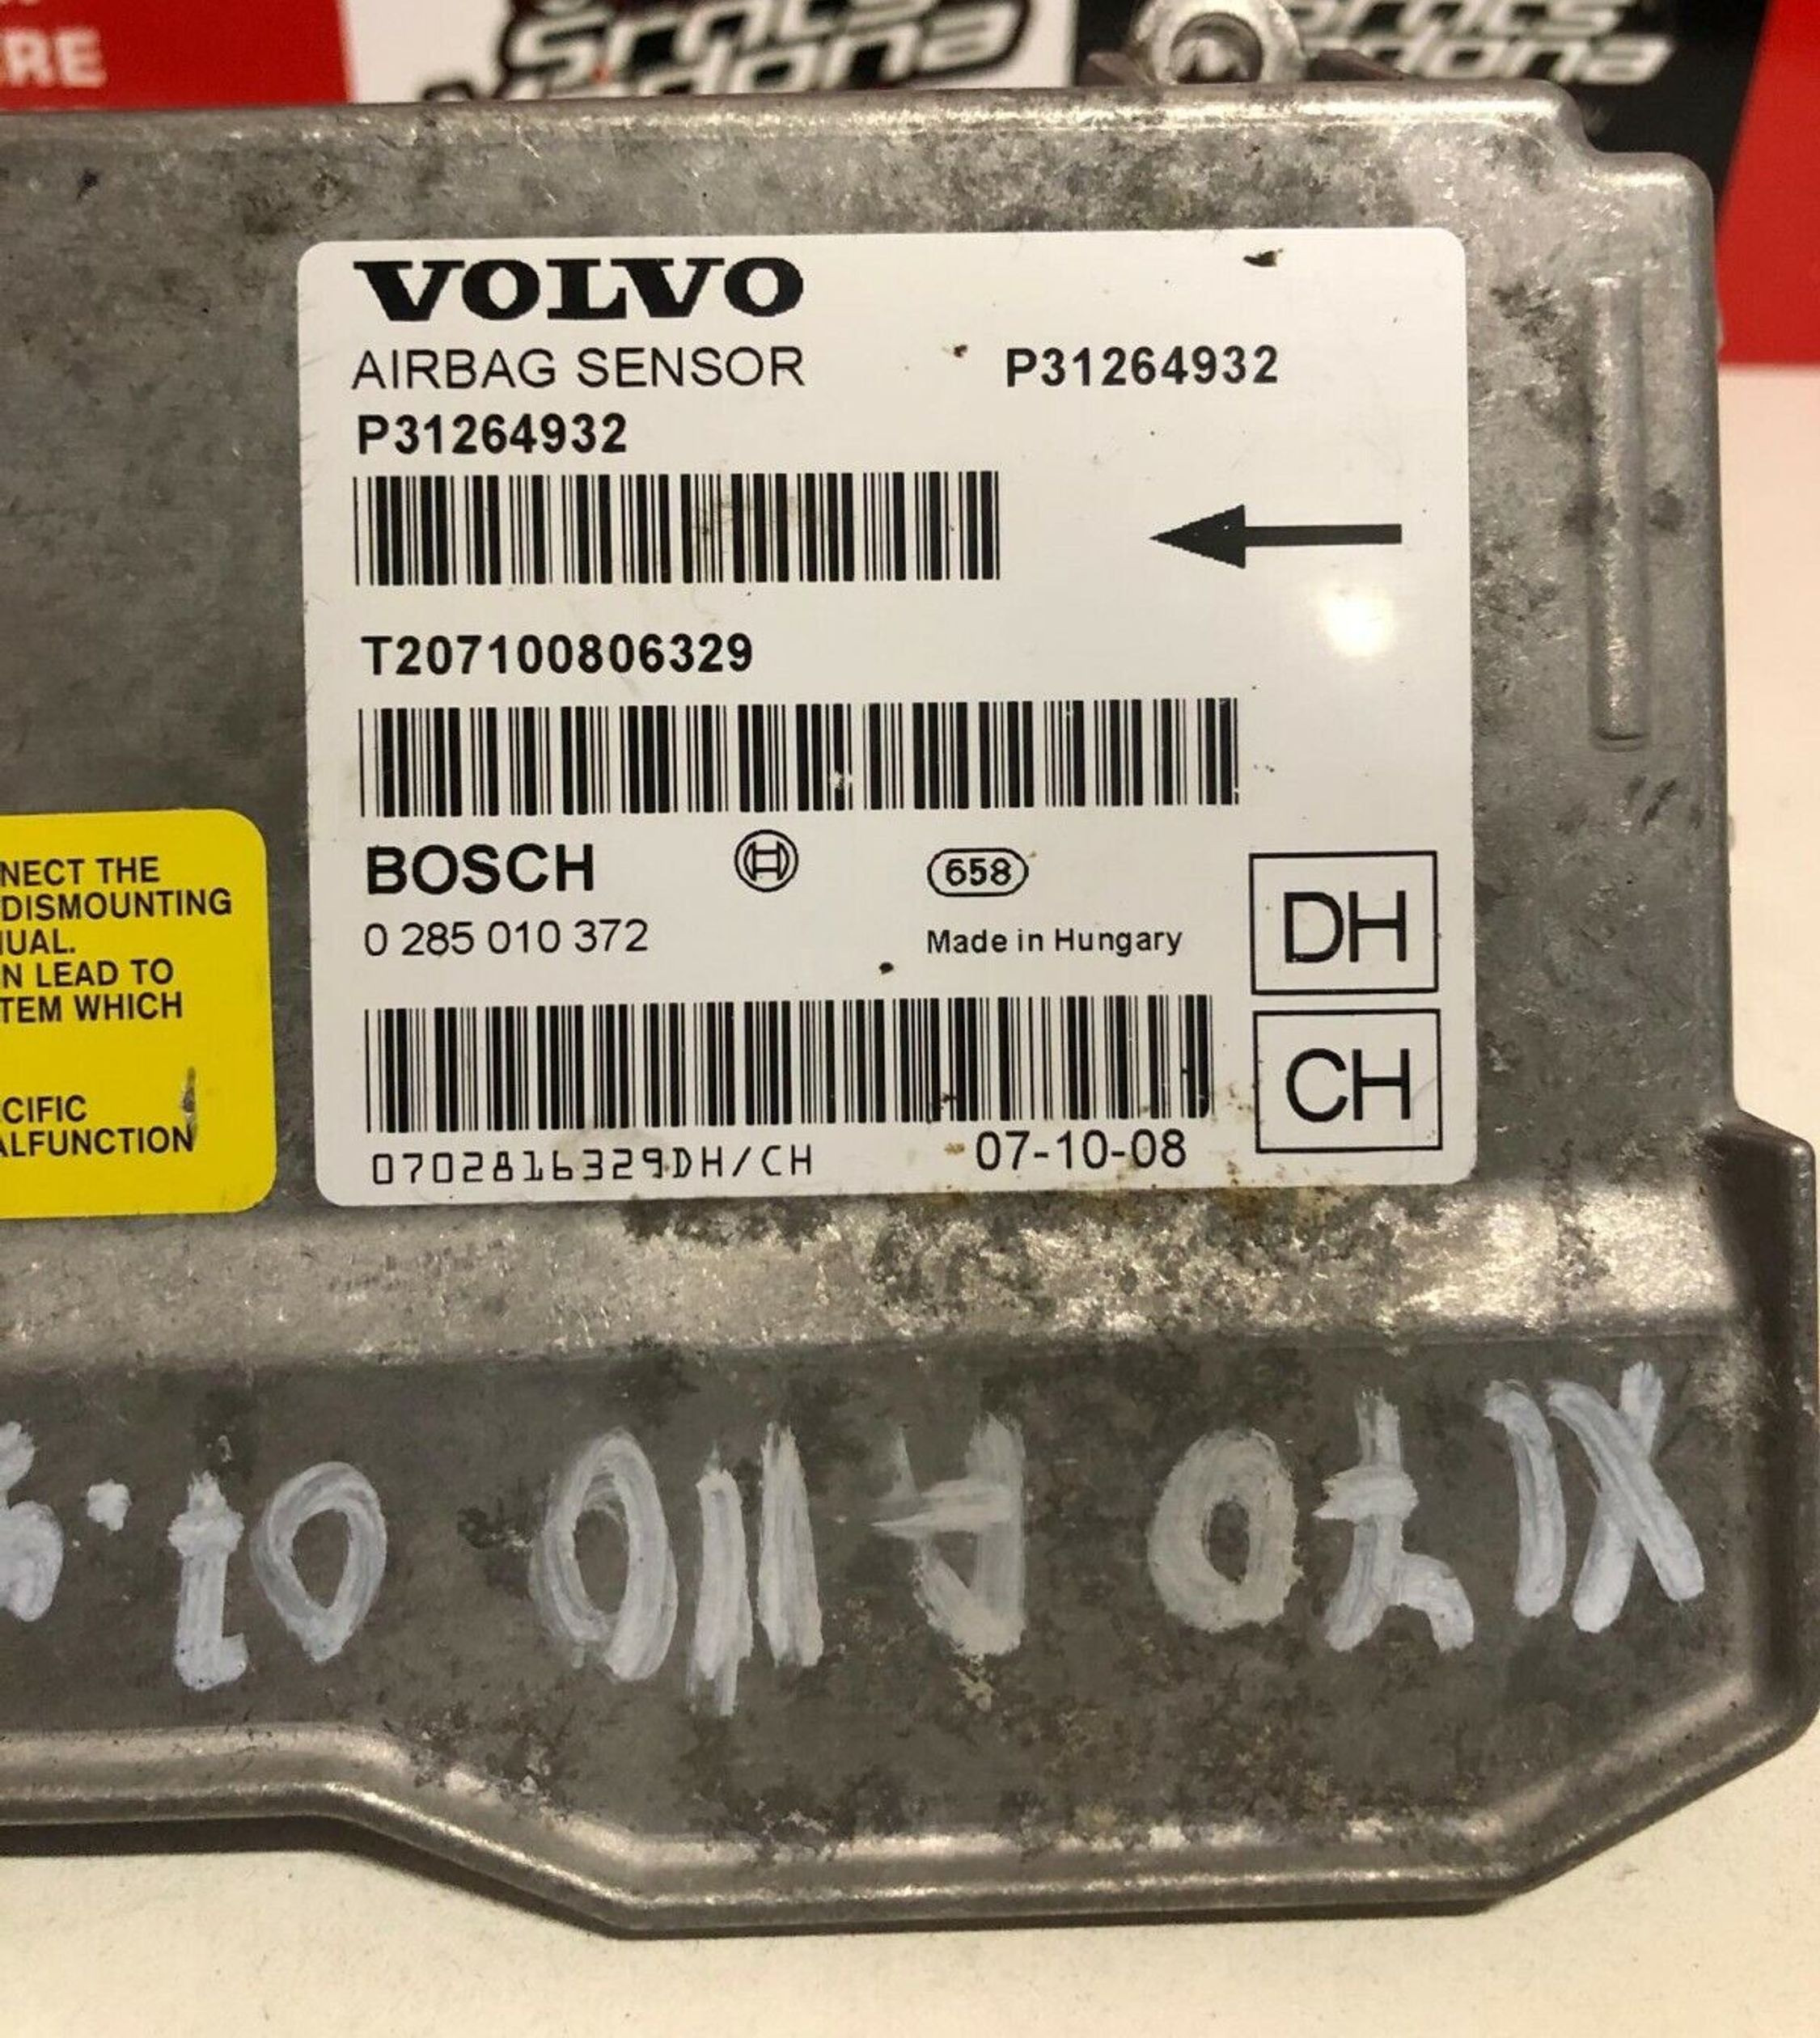 RE
VOLVO
AIRBAG SENSOR P31264932
P31264932
T207100806329
BOSCH 658
0 285 010 372 Made in Hungary
DH
CH
0702816329DH/CH 07-10-08
NECT THE
DISMOUNTING
UAL.
N LEAD TO
TEM WHICH
CIFIC
ALFUNCTION